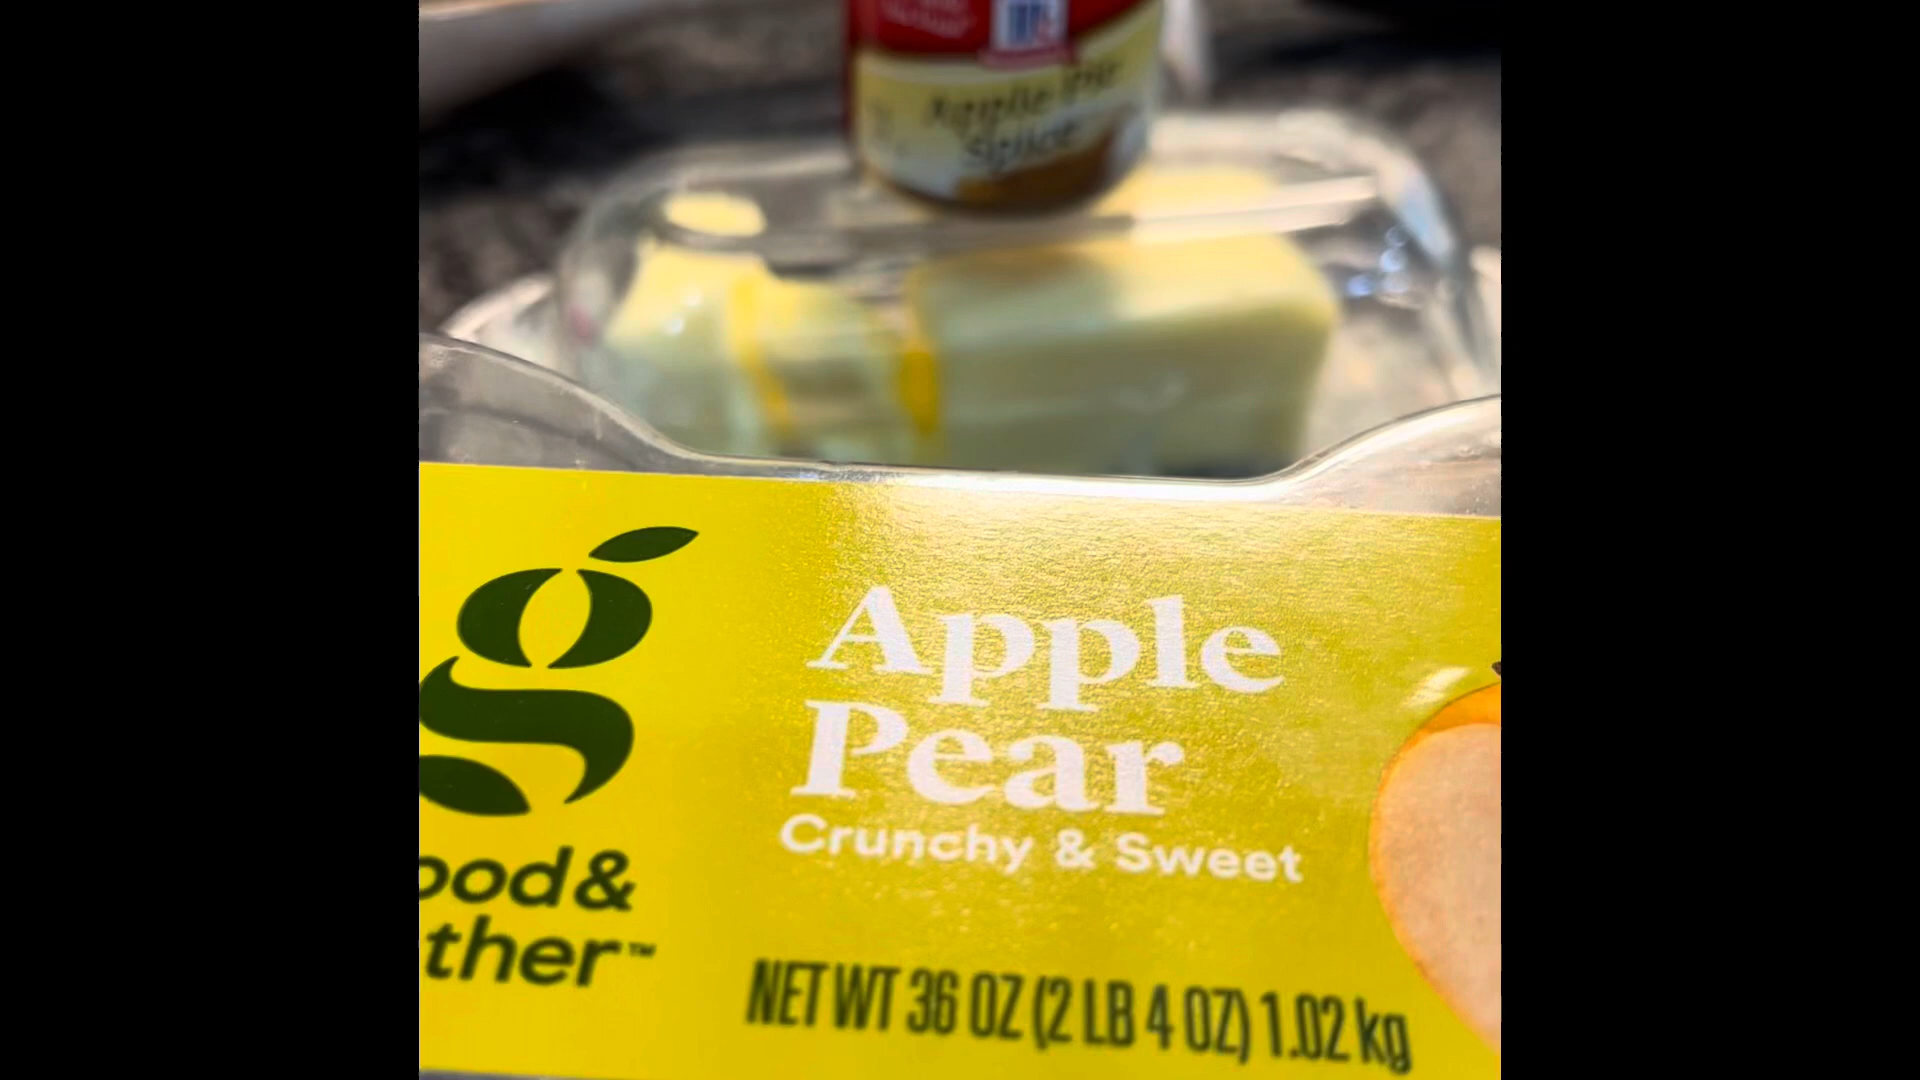 Apple Pie
Spice
g
Apple
Pear
Crunchy & Sweet
ood&
ther™
NET WT 36 OZ (2 LB 4 OZ) 1.02 kg